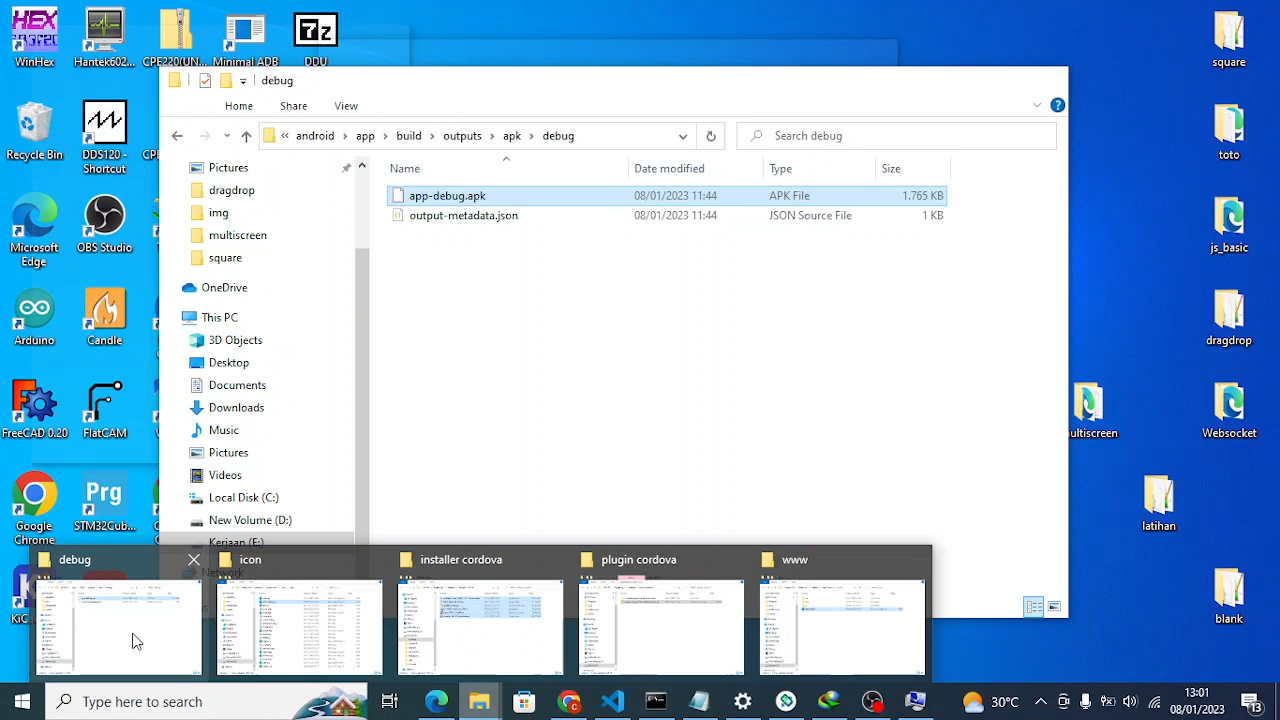 WinHex
Hantek602...
CPE220(UN...
Minimal ADB
DDU
square
debug
Home
Share
View
android
app
build
outputs
apk
debug
Search debug
Recycle Bin
DDS120 - Shortcut
CPE
toto
Pictures
dragdrop
img
multiscreen
square
OneDrive
This PC
3D Objects
Desktop
Documents
Downloads
Music
Pictures
Videos
Local Disk (C:)
New Volume (D:)
Kerjaan (E:)
Network
Name
Date modified
Type
Size
app-debug.apk
08/01/2023 11:44
APK File
1.765 KB
output-metadata.json
08/01/2023 11:44
JSON Source File
1 KB
Microsoft Edge
OBS Studio
js_basic
Arduino
Candle
dragdrop
FreeCAD 0.20
FlatCAM
ultiscreen
Websocket
Google Chrome
Prg
STM32Cub...
latihan
blank
debug
icon
installer cordova
plugin cordova
www
Type here to search
30°C
13:01
08/01/2023